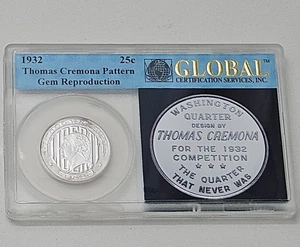 1932 25c
Thomas Cremona Pattern
Gem Reproduction
GLOBAL™
CERTIFICATION SERVICES, INC.
WASHINGTON
QUARTER
DESIGN BY
THOMAS CREMONA
FOR THE 1932
COMPETITION
THE QUARTER
THAT NEVER WAS